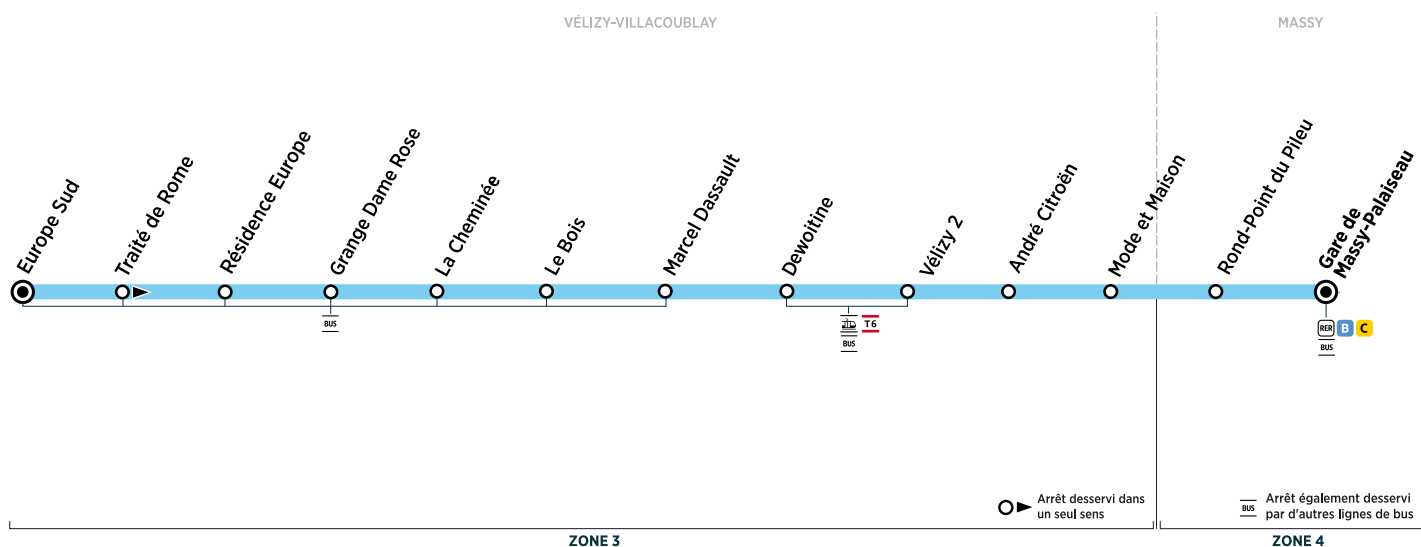 VÉLIZY-VILLACOUBLAY
MASSY
Europe Sud
Traité de Rome
Résidence Europe
Grange Dame Rose
La Cheminée
Le Bois
Marcel Dassault
Dewoitine
Vélizy 2
André Citroën
Mode et Maison
Rond-Point du Pileu
Gare de
Massy-Palaiseau
BUS
T6
BUS
RER B C
BUS
Arrêt desservi dans
un seul sens
BUS
Arrêt également desservi
par d'autres lignes de bus
ZONE 3
ZONE 4